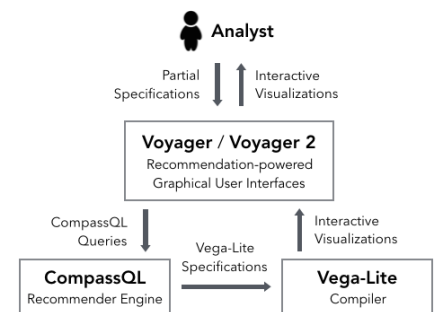 Analyst
Partial
Specifications
Interactive
Visualizations
Voyager / Voyager 2
Recommendation-powered
Graphical User Interfaces
CompassQL
Queries
Vega-Lite
Specifications
Interactive
Visualizations
CompassQL
Recommender Engine
Vega-Lite
Compiler